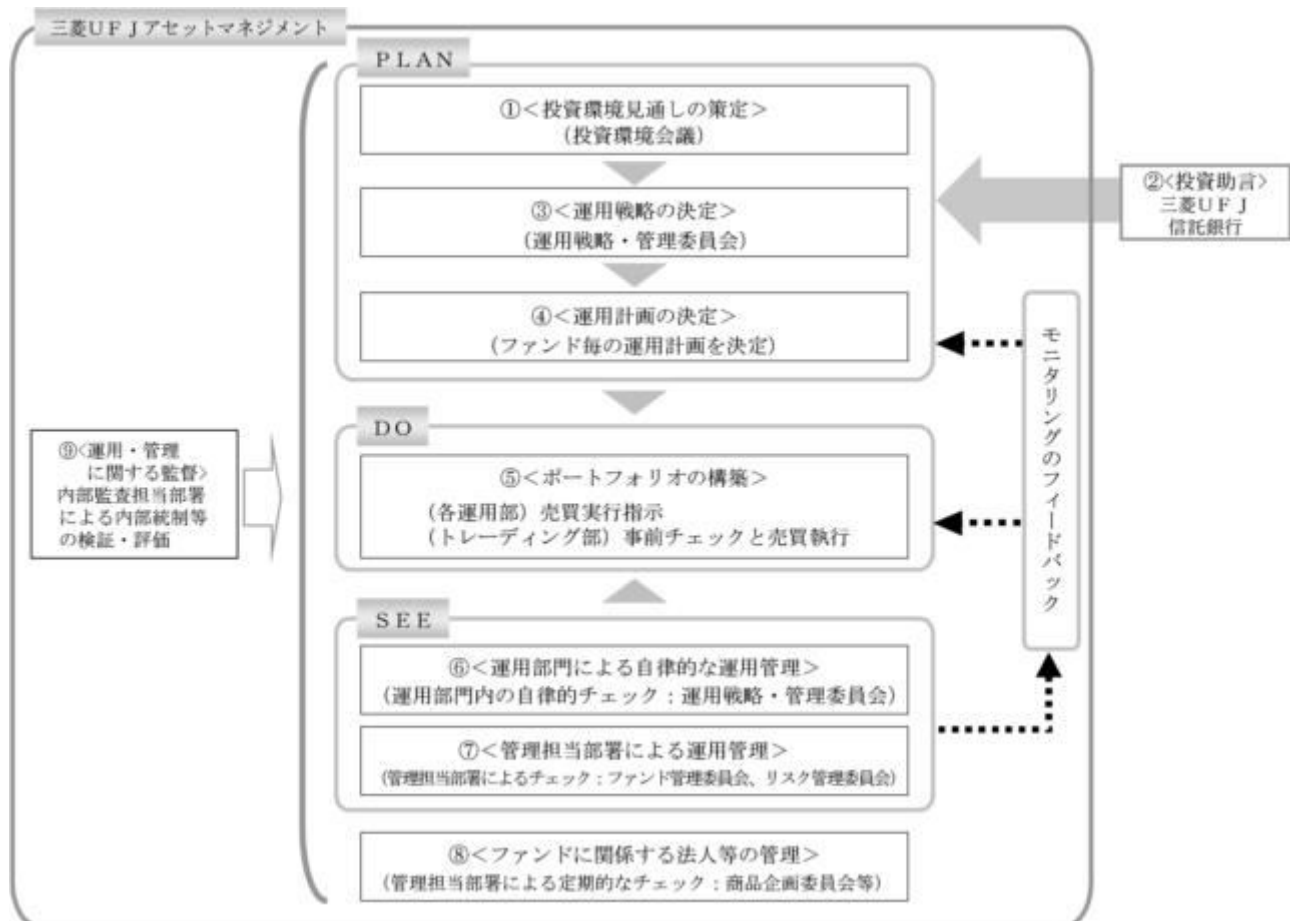 三菱ＵＦＪアセットマネジメント
ＰＬＡＮ
①＜投資環境見通しの策定＞
（投資環境会議）
②＜投資助言＞
三菱ＵＦＪ
信託銀行
③＜運用戦略の決定＞
（運用戦略・管理委員会）
④＜運用計画の決定＞
（ファンド毎の運用計画を決定）
モニタリングのフィードバック
ＤＯ
⑤＜ポートフォリオの構築＞
（各運用部）売買実行指示
（トレーディング部）事前チェックと売買執行
⑨＜運用・管理
に関する監督＞
内部監査担当部署
による内部統制等
の検証・評価
ＳＥＥ
⑥＜運用部門による自律的な運用管理＞
（運用部門内の自律的チェック：運用戦略・管理委員会）
⑦＜管理担当部署による運用管理＞
（管理担当部署によるチェック：ファンド管理委員会、リスク管理委員会）
⑧＜ファンドに関係する法人等の管理＞
（管理担当部署による定期的なチェック：商品企画委員会等）